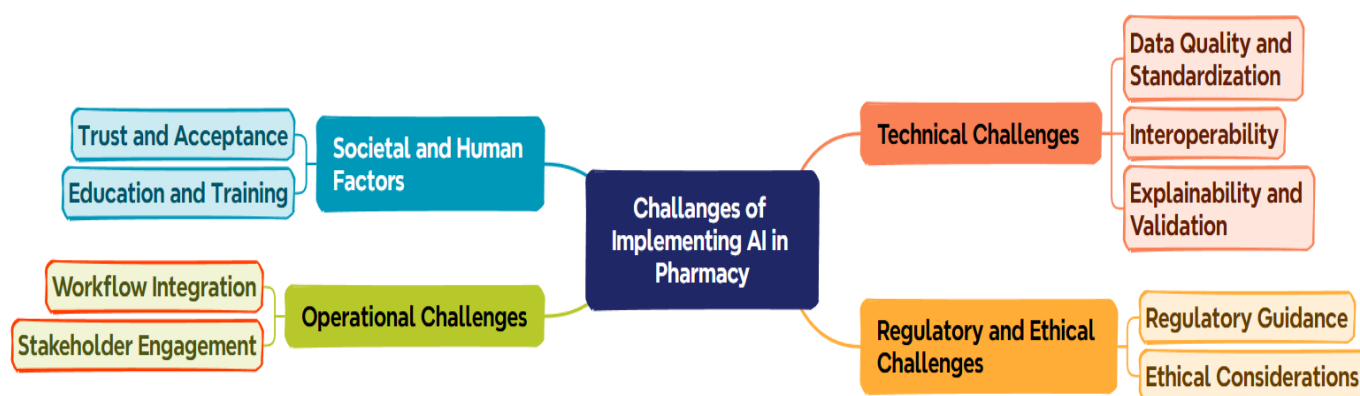 Challanges of
Implementing AI in
Pharmacy
Societal and Human
Factors
Trust and Acceptance
Education and Training
Operational Challenges
Workflow Integration
Stakeholder Engagement
Technical Challenges
Data Quality and
Standardization
Interoperability
Explainability and
Validation
Regulatory and Ethical
Challenges
Regulatory Guidance
Ethical Considerations